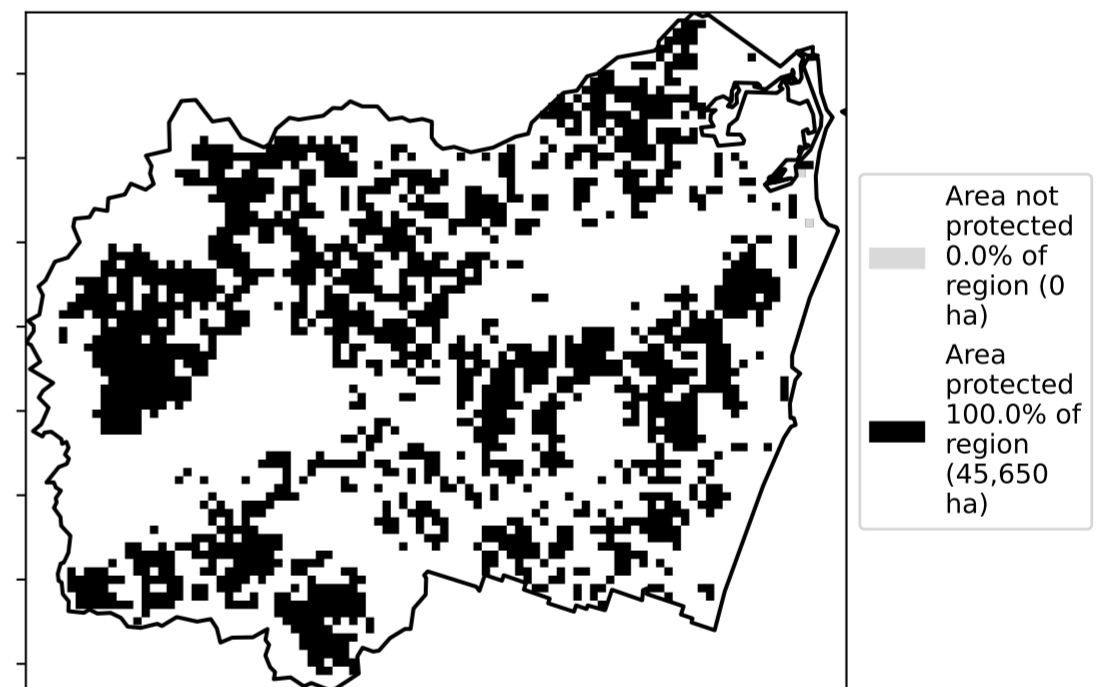 Area not
protected
0.0% of
region (0
ha)
Area
protected
100.0% of
region
(45,650
ha)